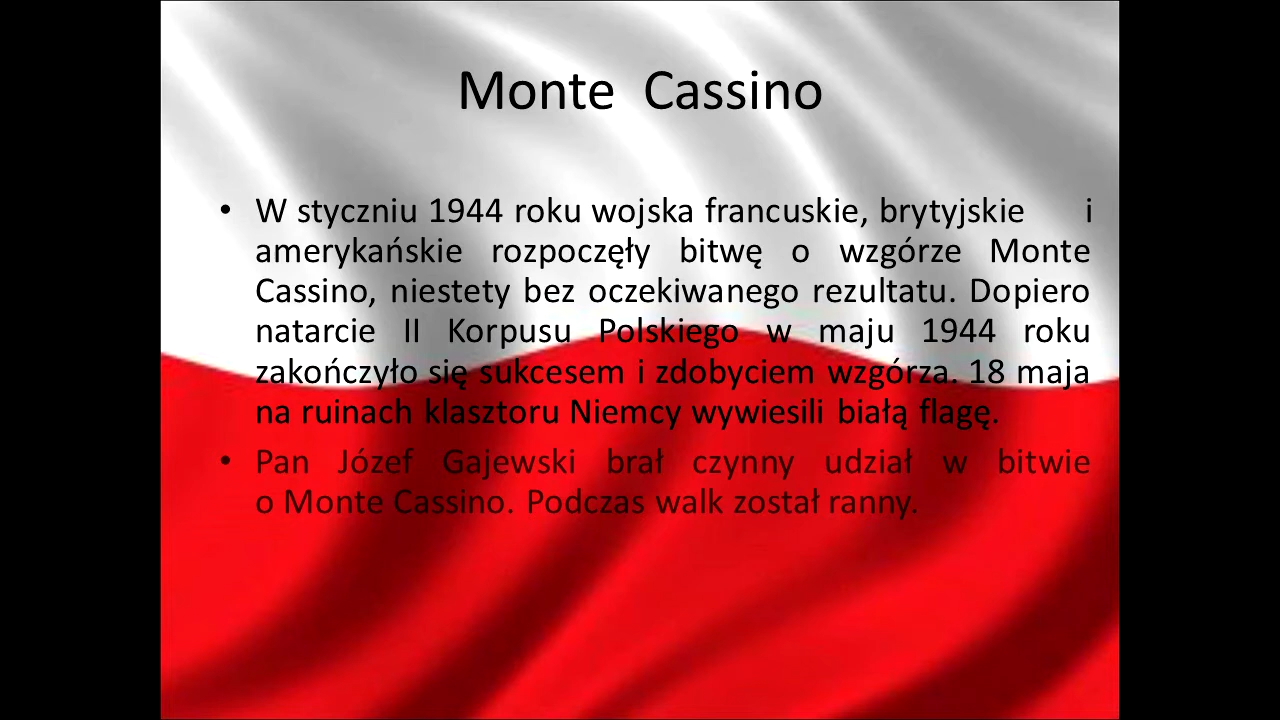 Monte Cassino
• W styczniu 1944 roku wojska francuskie, brytyjskie i
amerykańskie rozpoczęły bitwę o wzgórze Monte
Cassino, niestety bez oczekiwanego rezultatu. Dopiero
natarcie II Korpusu Polskiego w maju 1944 roku
zakończyło się sukcesem i zdobyciem wzgórza. 18 maja
na ruinach klasztoru Niemcy wywiesili białą flagę.
• Pan Józef Gajewski brał czynny udział w bitwie
o Monte Cassino. Podczas walk został ranny.